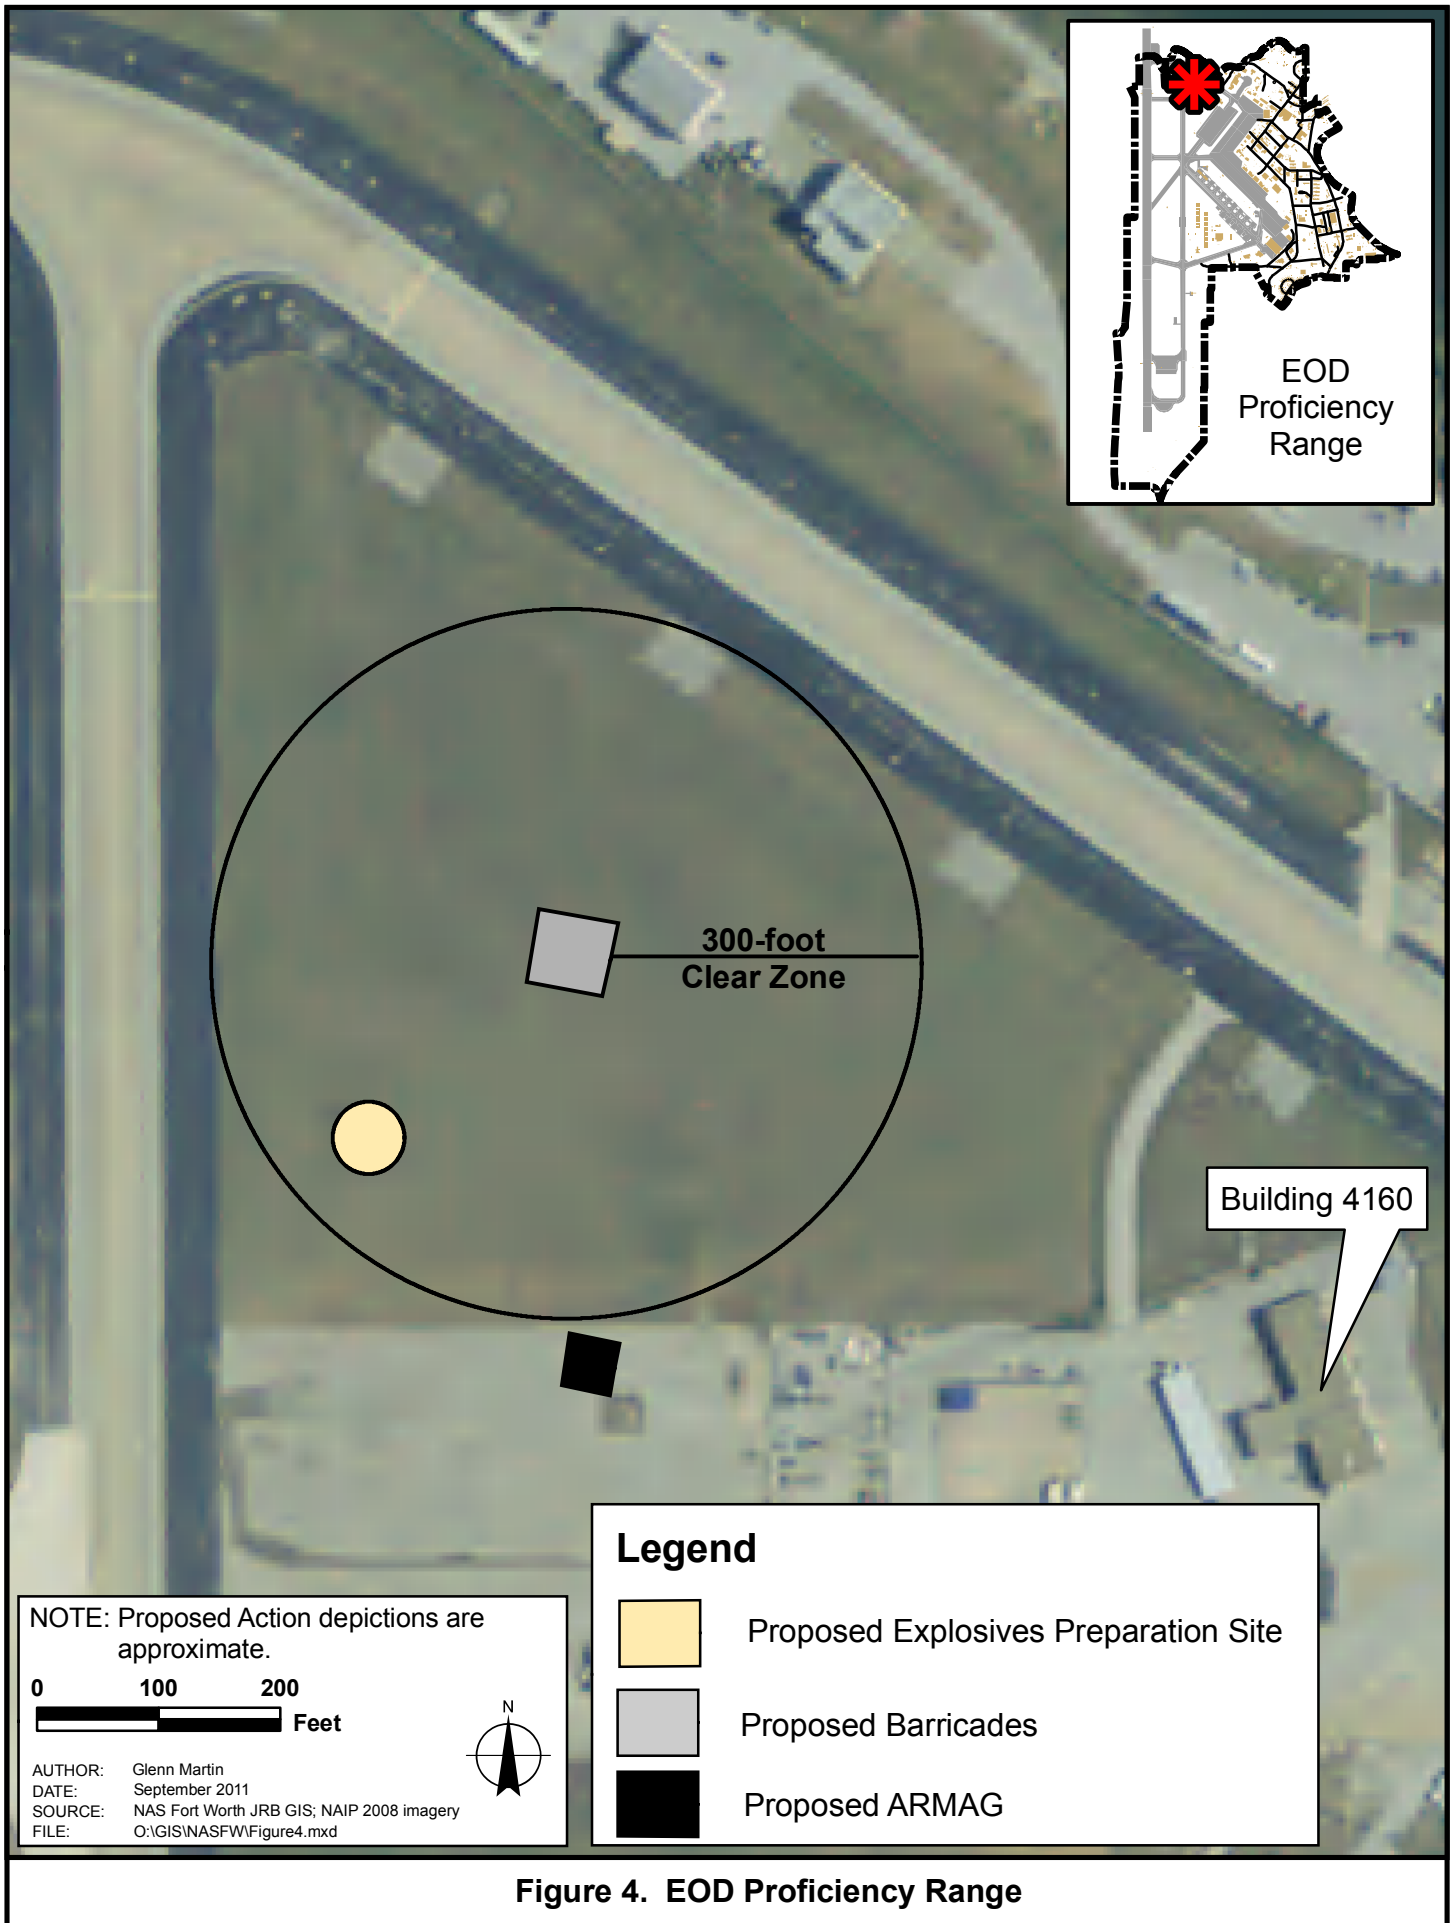 EOD
Proficiency
Range
300-foot
Clear Zone
Building 4160
Legend
Proposed Explosives Preparation Site
Proposed Barricades
Proposed ARMAG
NOTE: Proposed Action depictions are
approximate.
0 100 200
Feet
N
AUTHOR: Glenn Martin
DATE: September 2011
SOURCE: NAS Fort Worth JRB GIS; NAIP 2008 imagery
FILE: O:\GIS\NASFW\Figure4.mxd
Figure 4. EOD Proficiency Range